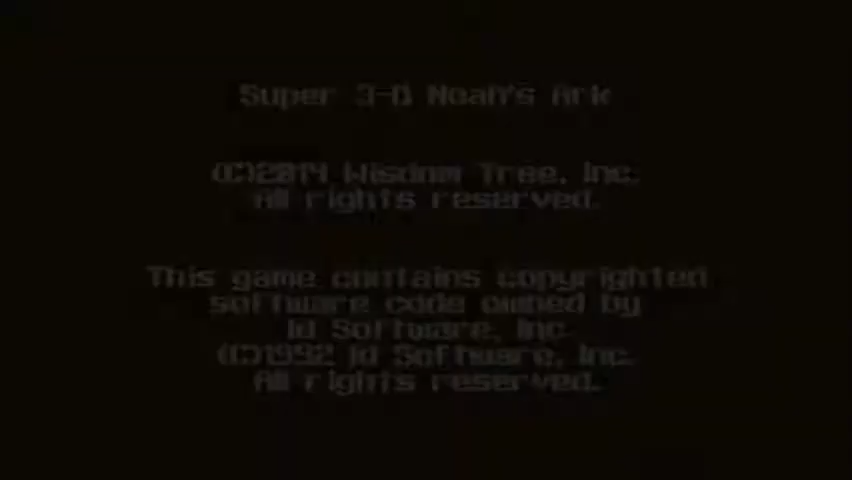 Super 3-D Noah's Ark
(C)2014 Wisdom Tree, Inc.
All rights reserved.
This game contains copyrighted
software code owned by
Id Software, Inc.
(C)1992 Id Software, Inc.
All rights reserved.